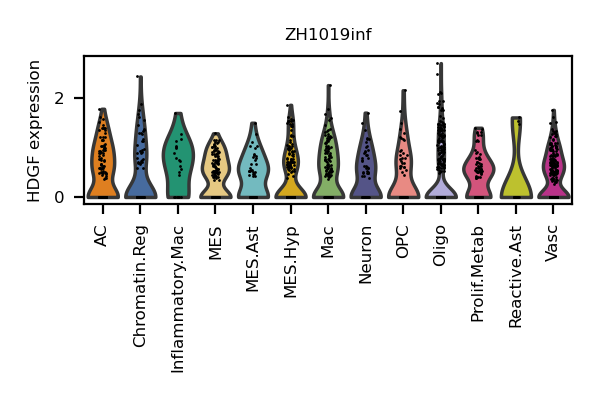 ZH1019inf
HDGF expression
2
0
AC
Chromatin.Reg
Inflammatory.Mac
MES
MES.Ast
MES.Hyp
Mac
Neuron
OPC
Oligo
Prolif.Metab
Reactive.Ast
Vasc